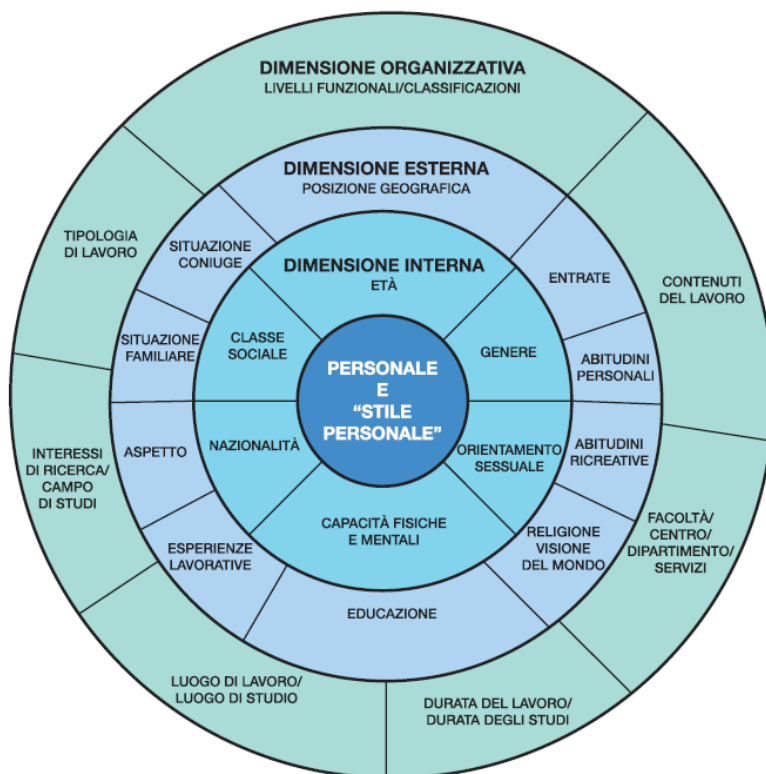 DIMENSIONE ORGANIZZATIVA
LIVELLI FUNZIONALI/CLASSIFICAZIONI
DIMENSIONE ESTERNA
POSIZIONE GEOGRAFICA
DIMENSIONE INTERNA
ETÀ
PERSONALE
E
“STILE
PERSONALE”
GENERE
ORIENTAMENTO
SESSUALE
CAPACITÀ FISICHE
E MENTALI
NAZIONALITÀ
CLASSE
SOCIALE
ENTRATE
ABITUDINI
PERSONALI
ABITUDINI
RICREATIVE
RELIGIONE
VISIONE
DEL MONDO
EDUCAZIONE
ESPERIENZE
LAVORATIVE
ASPETTO
SITUAZIONE
FAMILIARE
SITUAZIONE
CONIUGE
CONTENUTI
DEL LAVORO
FACOLTÀ/
CENTRO/
DIPARTIMENTO/
SERVIZI
DURATA DEL LAVORO/
DURATA DEGLI STUDI
LUOGO DI LAVORO/
LUOGO DI STUDIO
INTERESSI
DI RICERCA/
CAMPO
DI STUDI
TIPOLOGIA
DI LAVORO